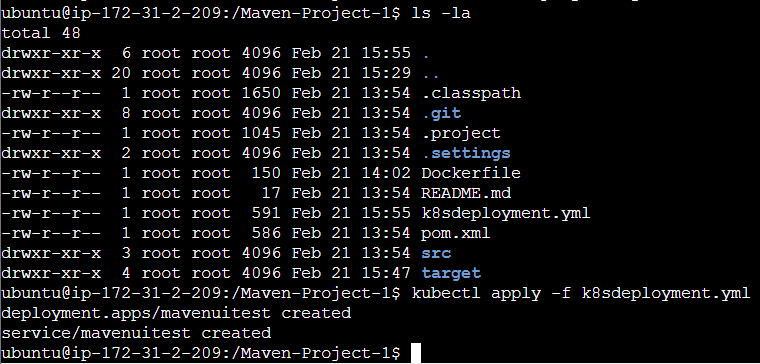 ubuntu@ip-172-31-2-209:/Maven-Project-1$ ls -la
total 48
drwxr-xr-x  6 root root 4096 Feb 21 15:55 .
drwxr-xr-x 20 root root 4096 Feb 21 15:29 ..
-rw-r--r--  1 root root 1650 Feb 21 13:54 .classpath
drwxr-xr-x  8 root root 4096 Feb 21 13:54 .git
-rw-r--r--  1 root root 1045 Feb 21 13:54 .project
drwxr-xr-x  2 root root 4096 Feb 21 13:54 .settings
-rw-r--r--  1 root root  150 Feb 21 14:02 Dockerfile
-rw-r--r--  1 root root   17 Feb 21 13:54 README.md
-rw-r--r--  1 root root  591 Feb 21 15:55 k8sdeployment.yml
-rw-r--r--  1 root root  586 Feb 21 13:54 pom.xml
drwxr-xr-x  3 root root 4096 Feb 21 13:54 src
drwxr-xr-x  4 root root 4096 Feb 21 15:47 target
ubuntu@ip-172-31-2-209:/Maven-Project-1$ kubectl apply -f k8sdeployment.yml
deployment.apps/mavenuitest created
service/mavenuitest created
ubuntu@ip-172-31-2-209:/Maven-Project-1$